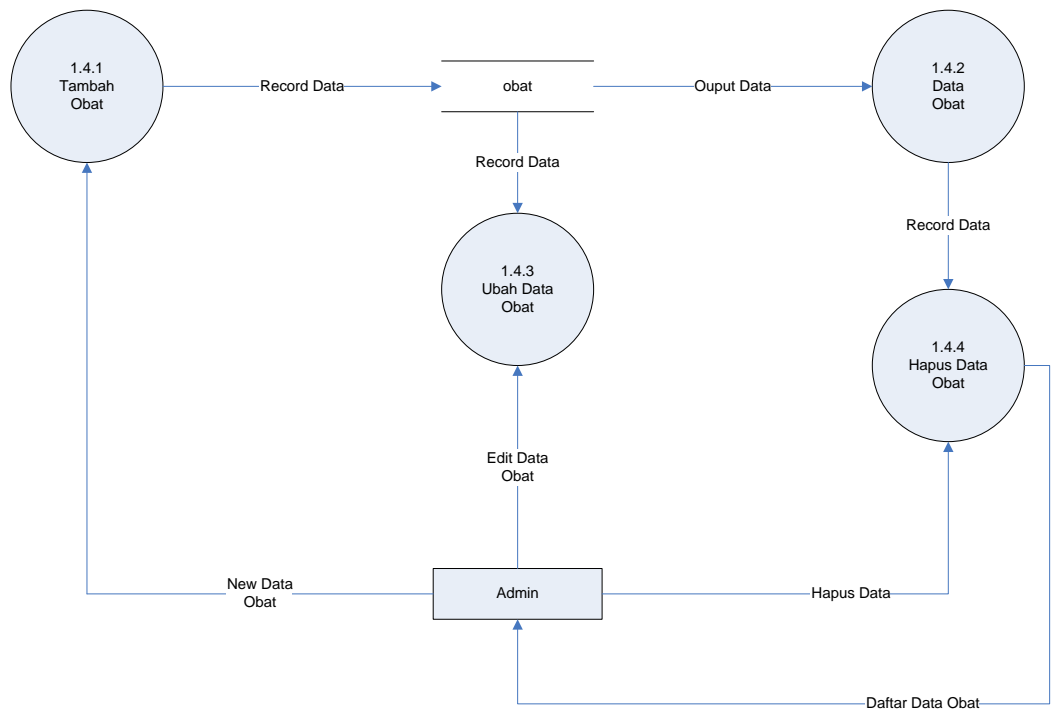 1.4.1
Tambah
Obat
Record Data
obat
Ouput Data
1.4.2
Data
Obat
Record Data
Record Data
1.4.3
Ubah Data
Obat
1.4.4
Hapus Data
Obat
Edit Data
Obat
New Data
Obat
Admin
Hapus Data
Daftar Data Obat